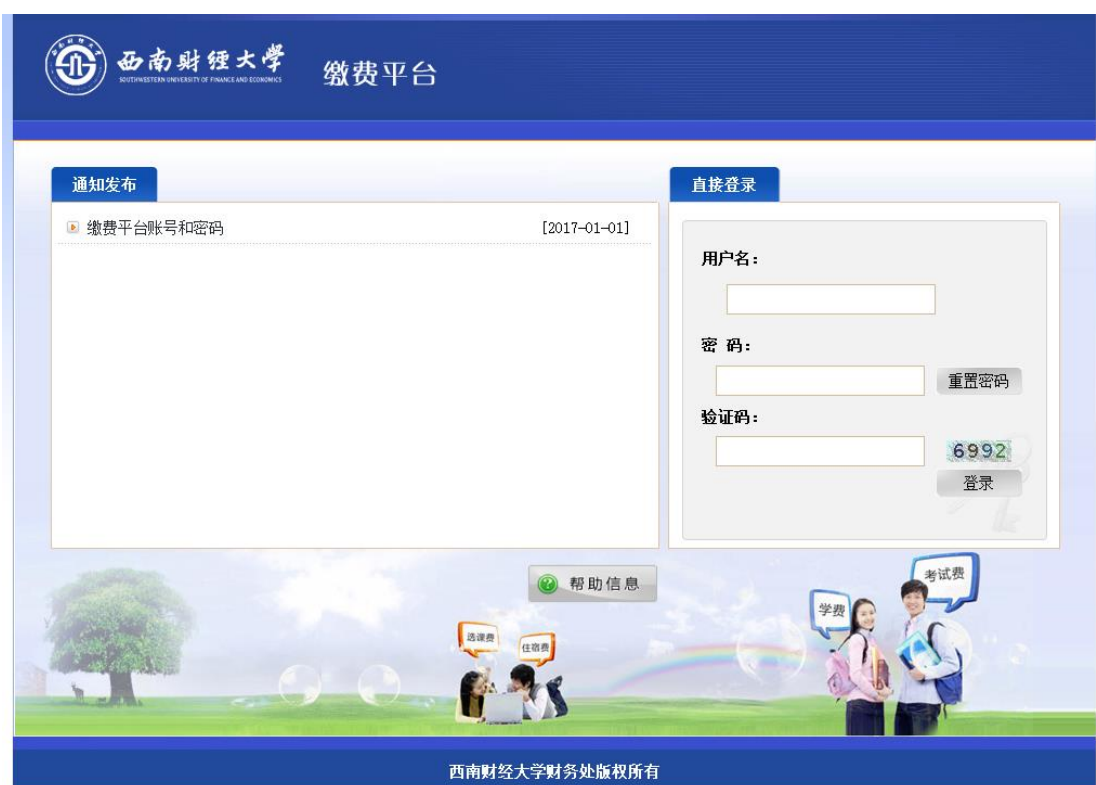 西南财经大学
SOUTHWESTERN UNIVERSITY OF FINANCE AND ECONOMICS
缴费平台
通知发布
缴费平台账号和密码 [2017-01-01]
直接登录
用户名：
密 码：
重置密码
验证码：
6992
登录
帮助信息
选课费
住宿费
学费
考试费
西南财经大学财务处版权所有